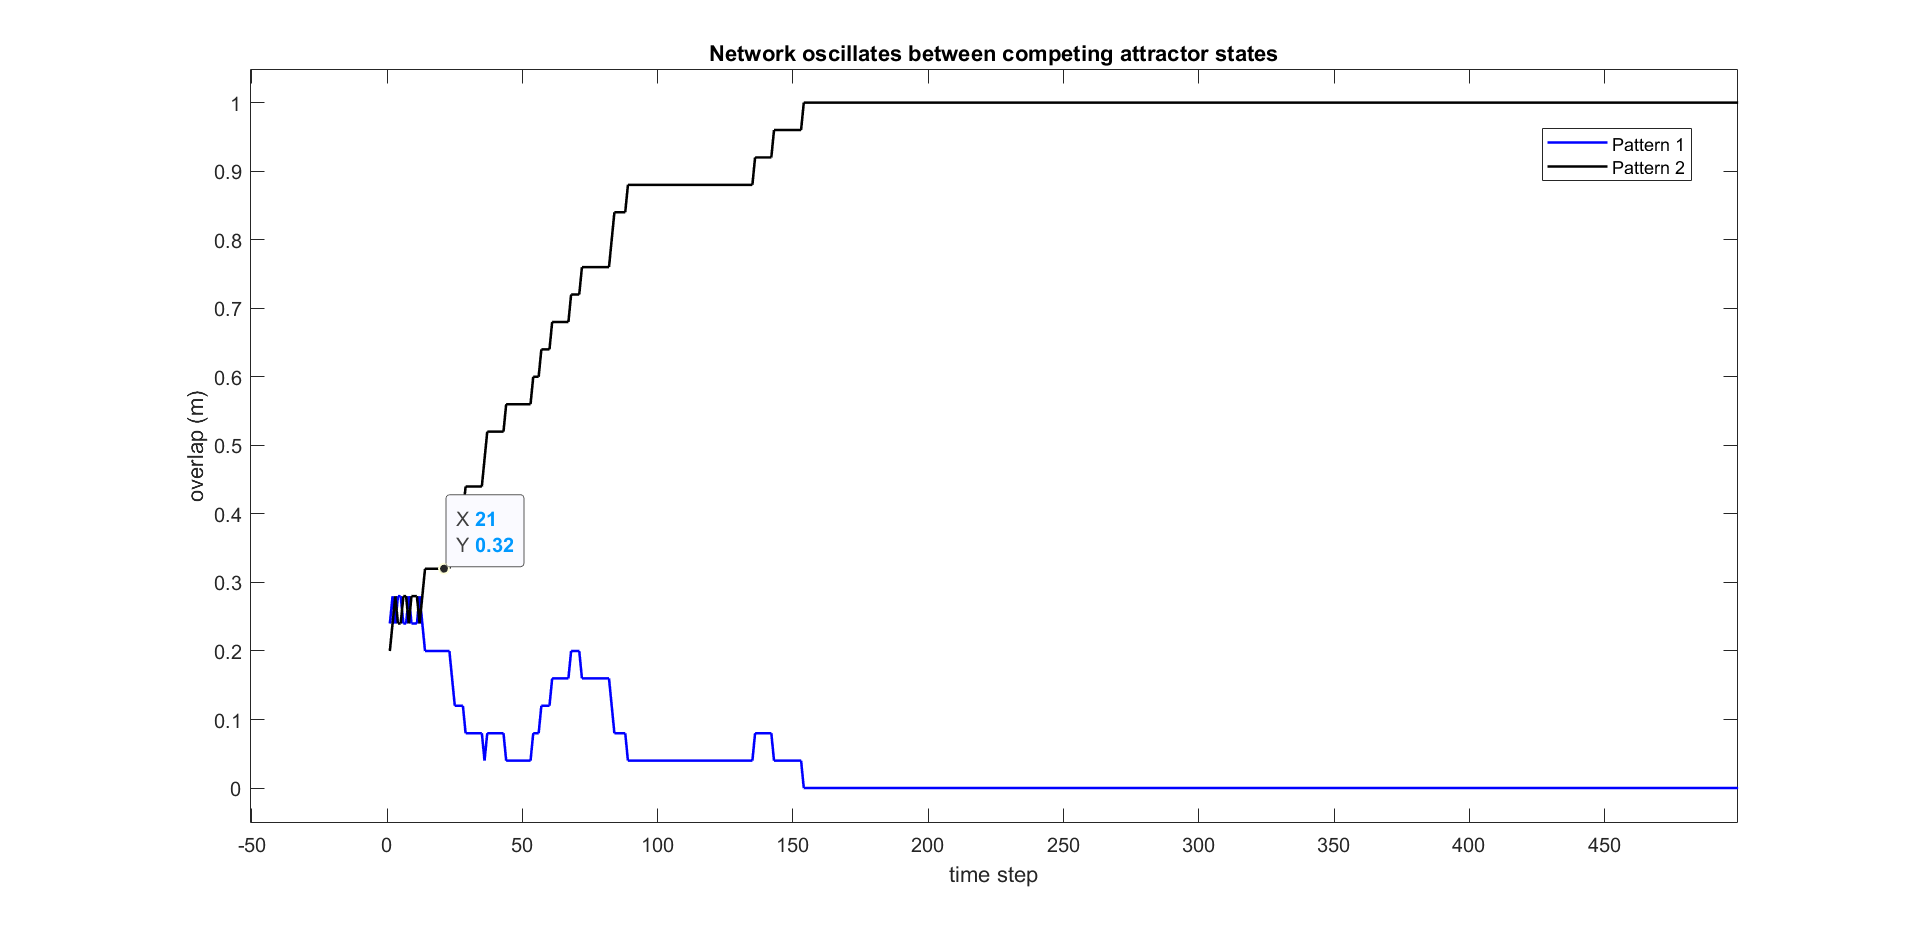 Network oscillates between competing attractor states
1
0.9
0.8
0.7
0.6
0.5
0.4
0.3
0.2
0.1
0
overlap (m)
Pattern 1
Pattern 2
X 21
Y 0.32
-50 0 50 100 150 200 250 300 350 400 450
time step